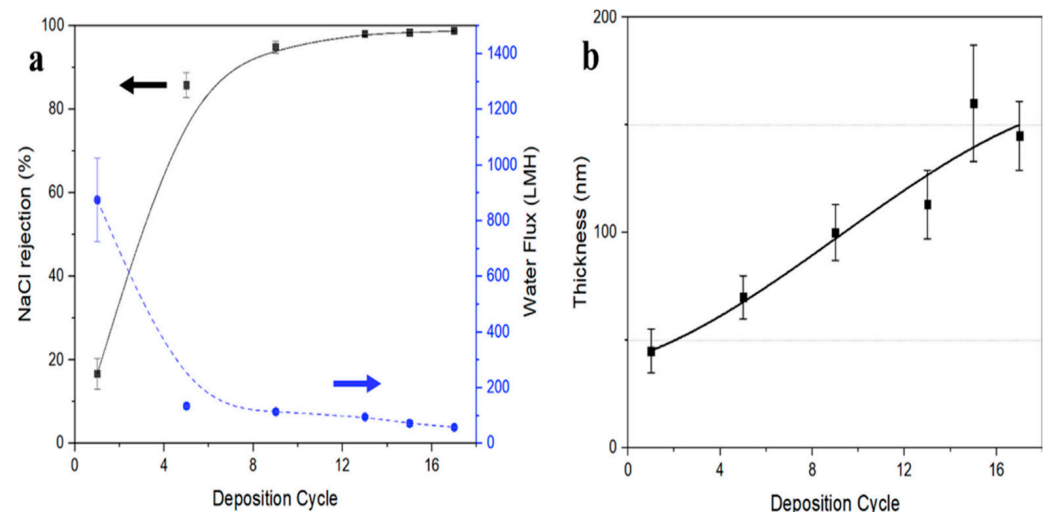 a
100
80
60
40
20
0
NaCl rejection (%)
1400
1200
1000
800
600
400
200
0
Water Flux (LMH)
0 4 8 12 16
Deposition Cycle
b
200
100
0
Thickness (nm)
0 4 8 12 16
Deposition Cycle